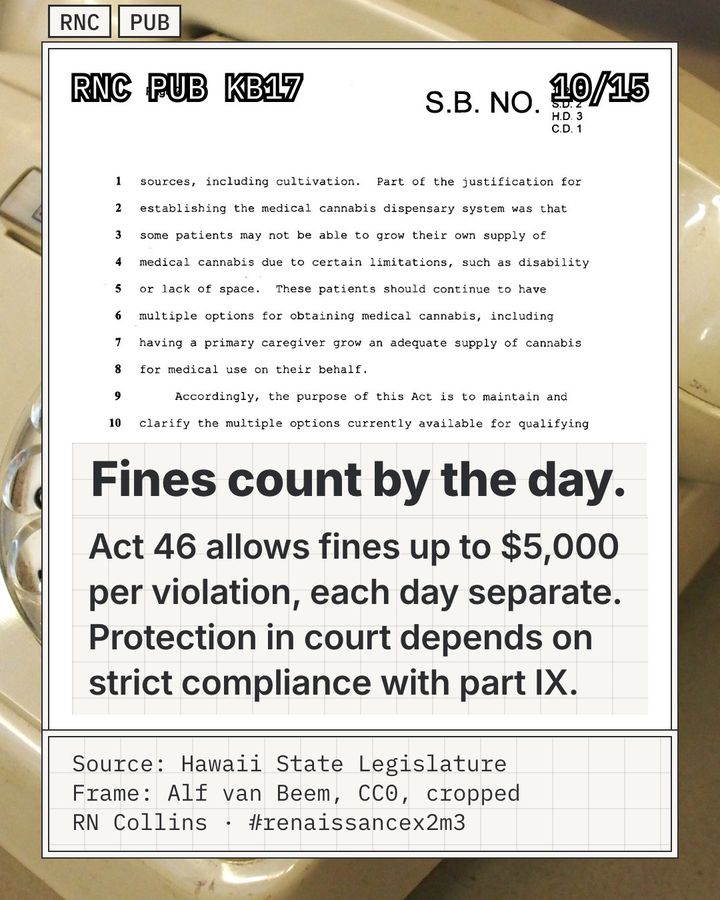 RNC PUB
RNC PUB KB17 10/15
S.B. NO.
S.D. 2
H.D. 3
C.D. 1
1 sources, including cultivation. Part of the justification for
2 establishing the medical cannabis dispensary system was that
3 some patients may not be able to grow their own supply of
4 medical cannabis due to certain limitations, such as disability
5 or lack of space. These patients should continue to have
6 multiple options for obtaining medical cannabis, including
7 having a primary caregiver grow an adequate supply of cannabis
8 for medical use on their behalf.
9 Accordingly, the purpose of this Act is to maintain and
10 clarify the multiple options currently available for qualifying
Fines count by the day.
Act 46 allows fines up to $5,000
per violation, each day separate.
Protection in court depends on
strict compliance with part IX.
Source: Hawaii State Legislature
Frame: Alf van Beem, CC0, cropped
RN Collins · #renaissancex2m3